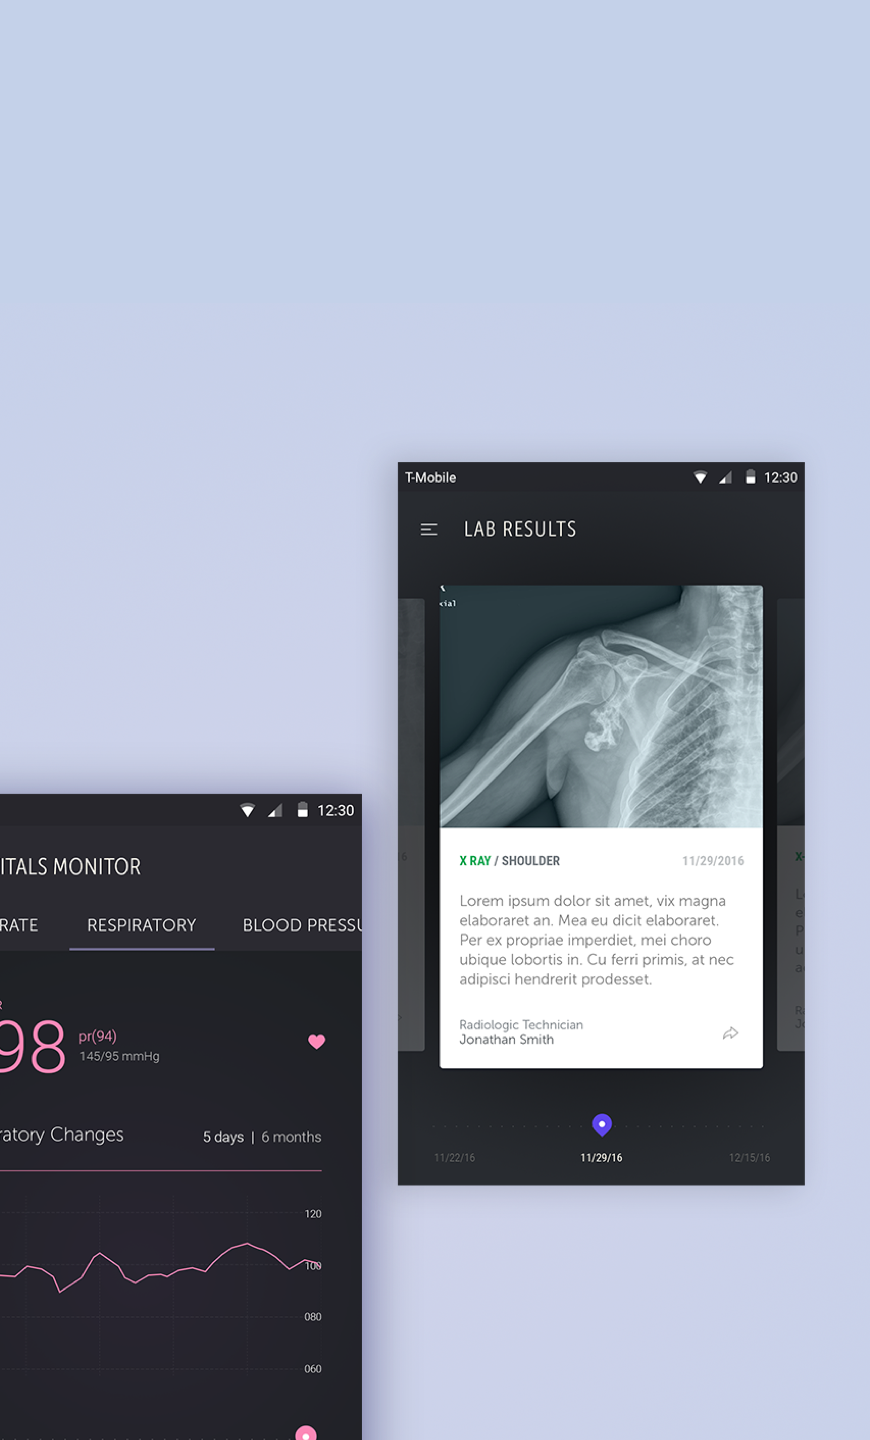 T-Mobile 12:30
LAB RESULTS
xial
X RAY / SHOULDER 11/29/2016
Lorem ipsum dolor sit amet, vix magna
elaboraret an. Mea eu dicit elaboraret.
Per ex propriae imperdiet, mei choro
ubique lobortis in. Cu ferri primis, at nec
adipisci hendrerit prodesset.
Radiologic Technician
Jonathan Smith
11/22/16 11/29/16 12/15/16
12:30
ITALS MONITOR
RATE RESPIRATORY BLOOD PRESSU
98 pr(94)
145/95 mmHg
ratory Changes 5 days | 6 months
120
100
080
060